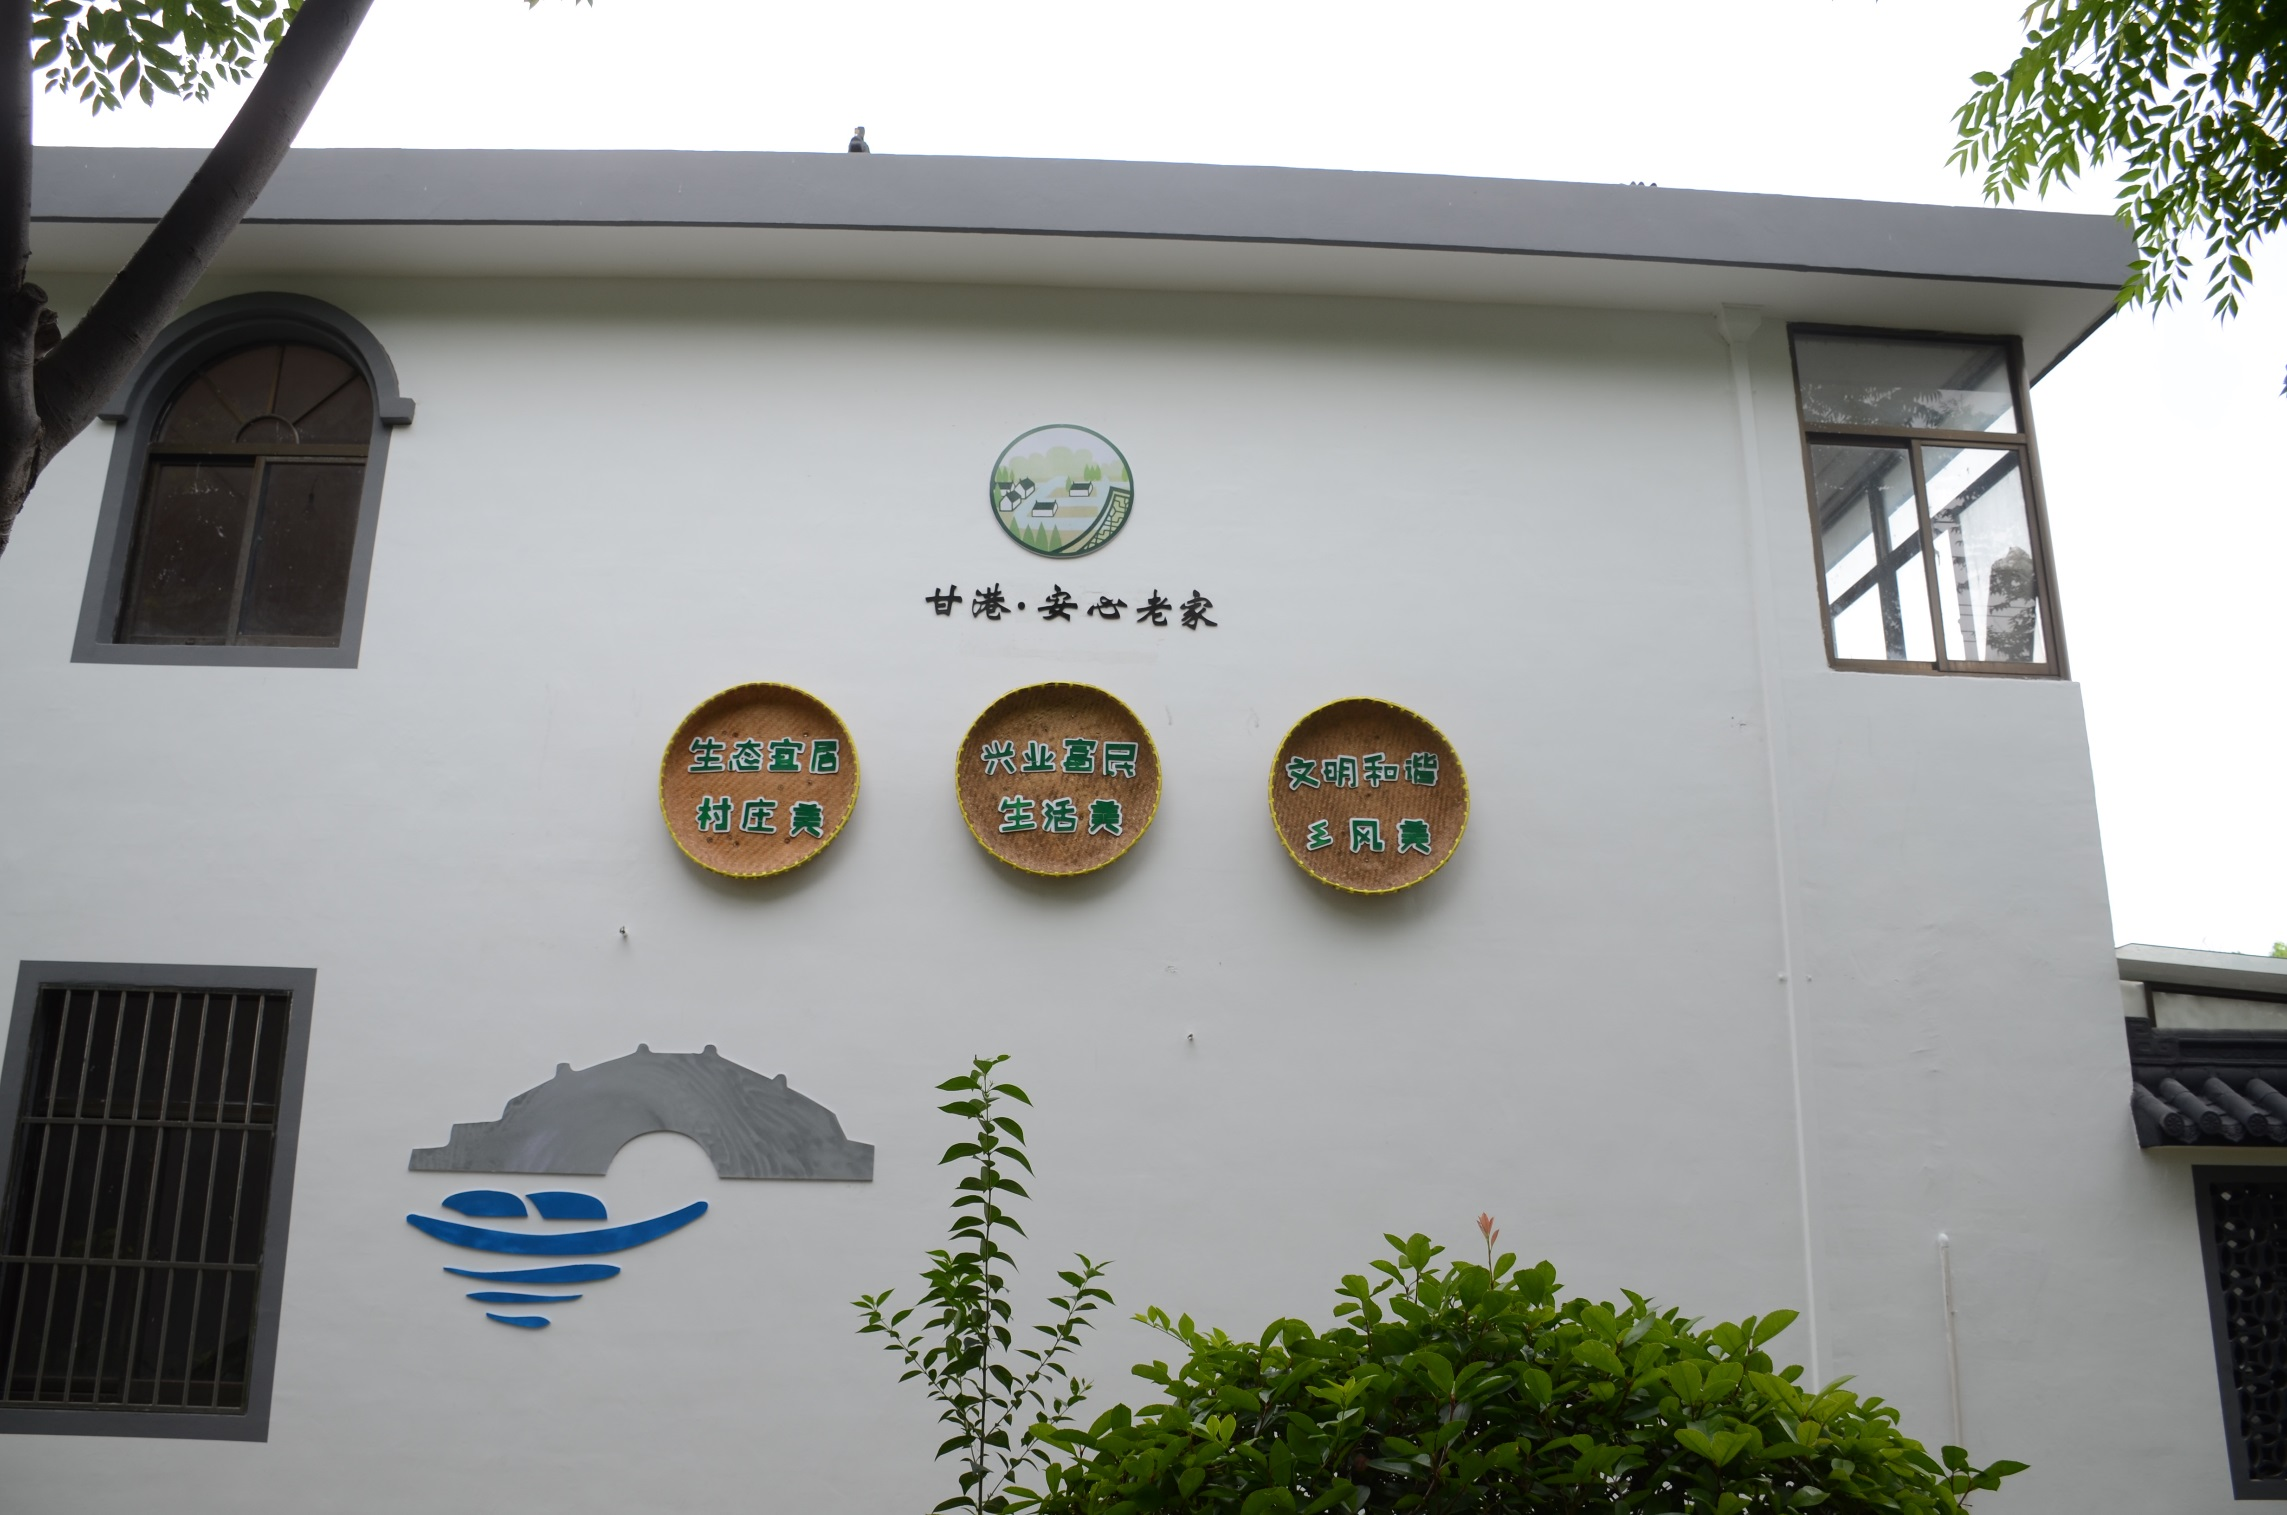 甘港·安心老家
生态宜居
村庄美
兴业富民
生活美
文明和谐
乡风美